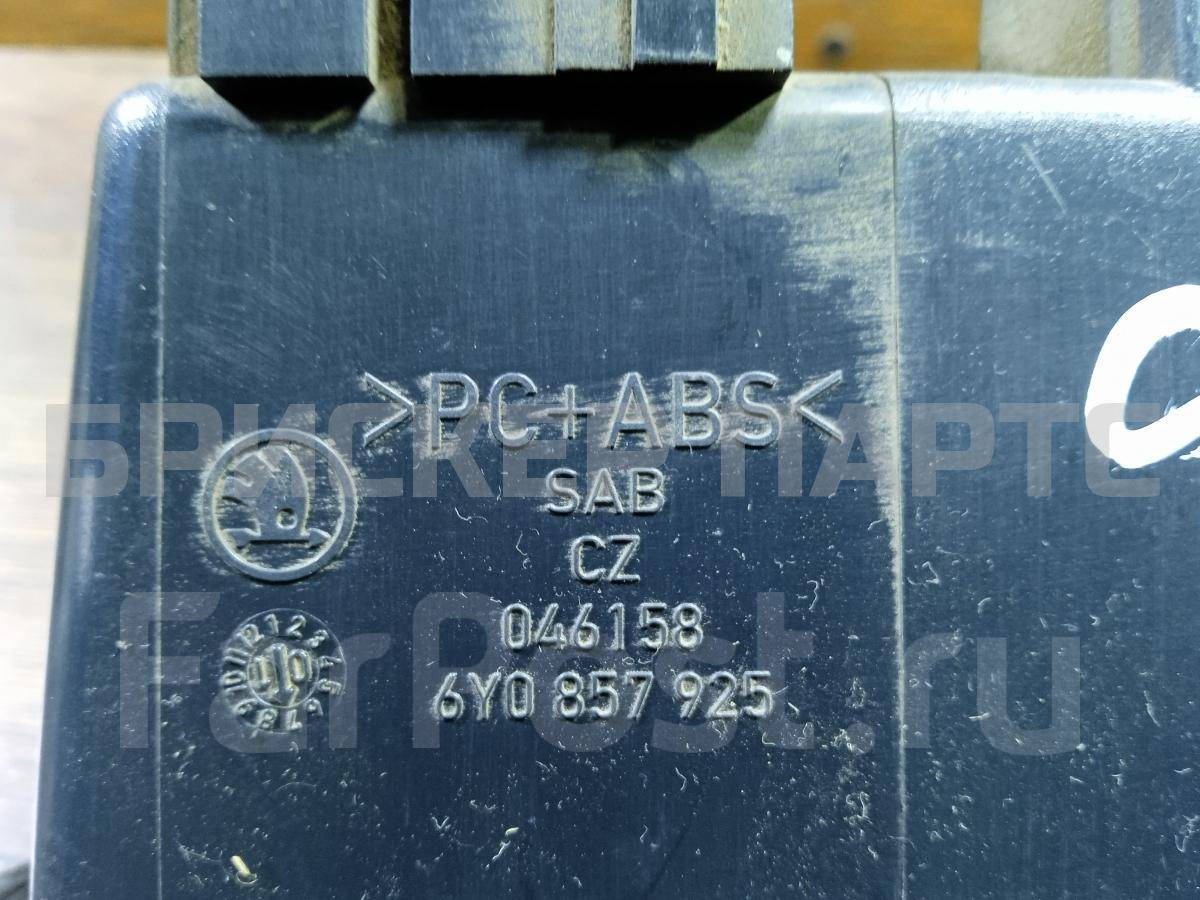 >PC+ABS<
БРИСКЕР ПАРТС
SAB
CZ
046158
6Y0 857 925
FarPost.ru